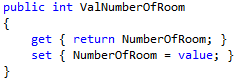 public int ValNumberOfRoom
{
    get { return NumberOfRoom; }
    set { NumberOfRoom = value; }
}